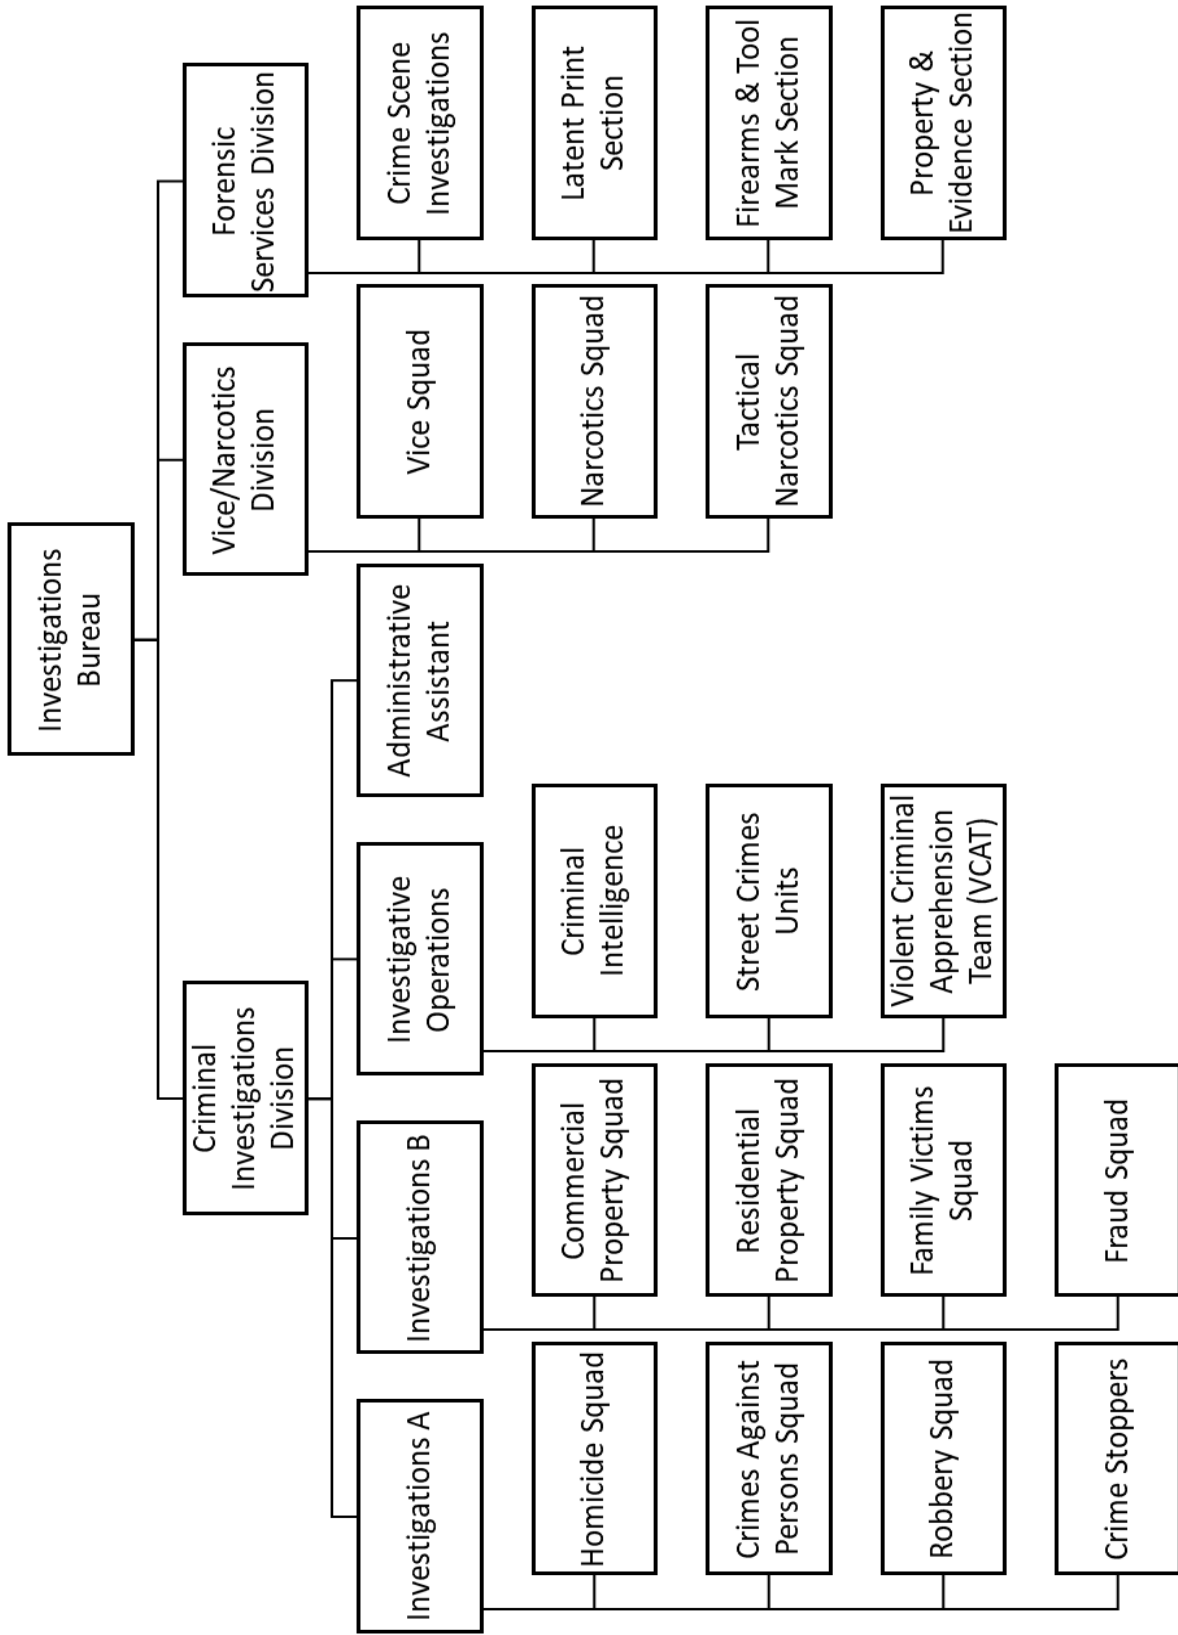 Investigations
Bureau
Criminal
Investigations
Division
Vice/Narcotics
Division
Forensic
Services Division
Investigations A
Investigations B
Investigative
Operations
Administrative
Assistant
Vice Squad
Crime Scene
Investigations
Homicide Squad
Commercial
Property Squad
Criminal
Intelligence
Narcotics Squad
Latent Print
Section
Crimes Against
Persons Squad
Residential
Property Squad
Street Crimes
Units
Tactical
Narcotics Squad
Firearms & Tool
Mark Section
Robbery Squad
Family Victims
Squad
Violent Criminal
Apprehension
Team (VCAT)
Property &
Evidence Section
Crime Stoppers
Fraud Squad